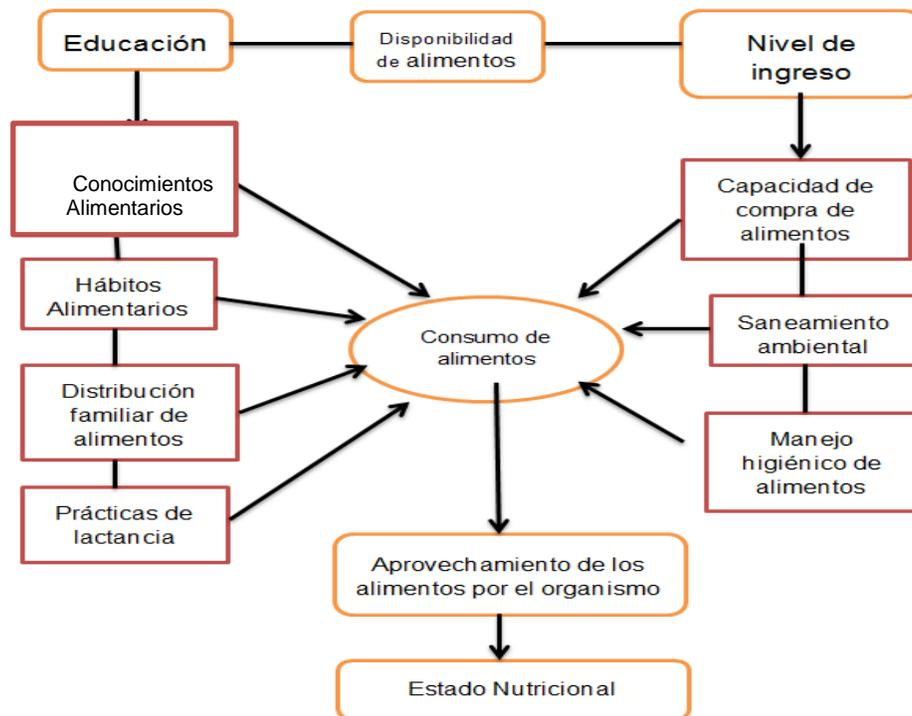 Educación
Disponibilidad
de alimentos
Nivel de
ingreso
Conocimientos
Alimentarios
Capacidad de
compra de
alimentos
Hábitos
Alimentarios
Consumo de
alimentos
Saneamiento
ambiental
Distribución
familiar de
alimentos
Manejo
higiénico de
alimentos
Prácticas de
lactancia
Aprovechamiento de los
alimentos por el organismo
Estado Nutricional